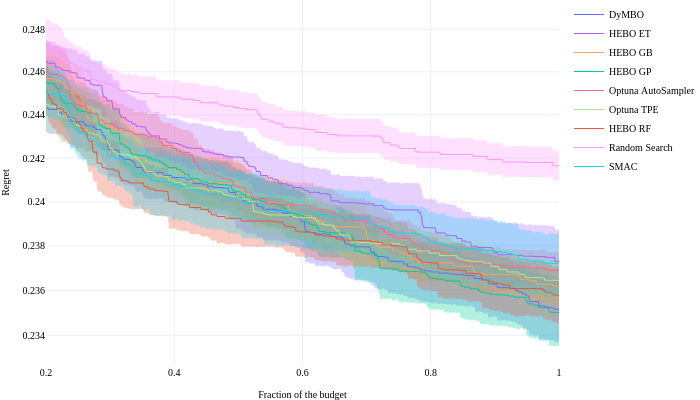 0.248
0.246
0.244
0.242
0.24
0.238
0.236
0.234
Regret
0.2
0.4
0.6
0.8
1
Fraction of the budget
DyMBO
HEBO ET
HEBO GB
HEBO GP
Optuna AutoSampler
Optuna TPE
HEBO RF
Random Search
SMAC